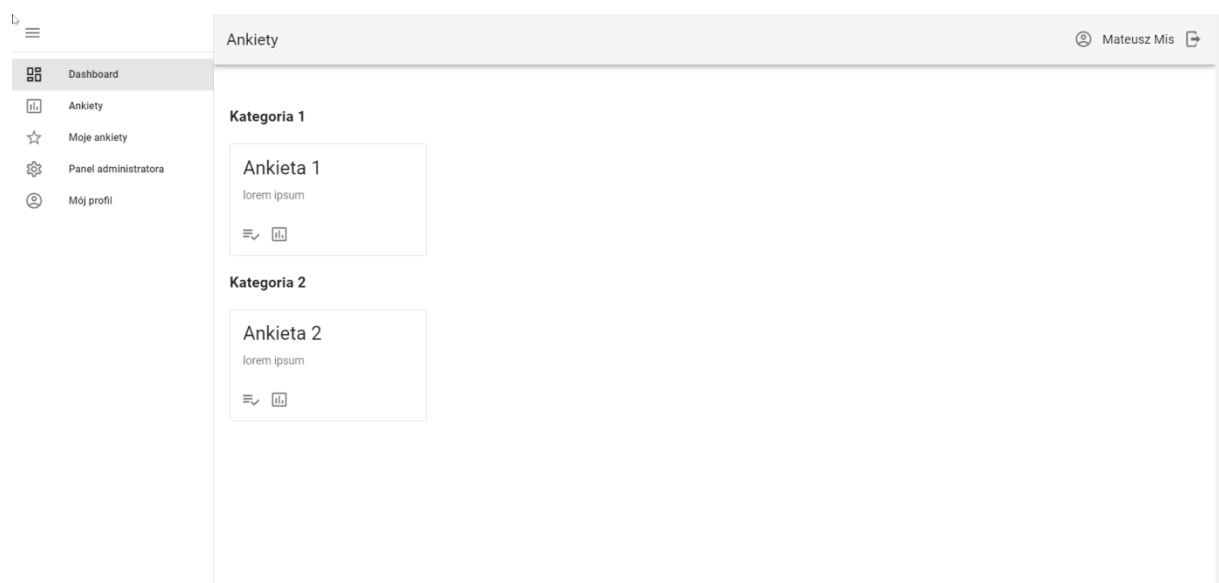 Ankiety
Mateusz Mis
Dashboard
Ankiety
Moje ankiety
Panel administratora
Mój profil
Kategoria 1
Ankieta 1
lorem ipsum
Kategoria 2
Ankieta 2
lorem ipsum